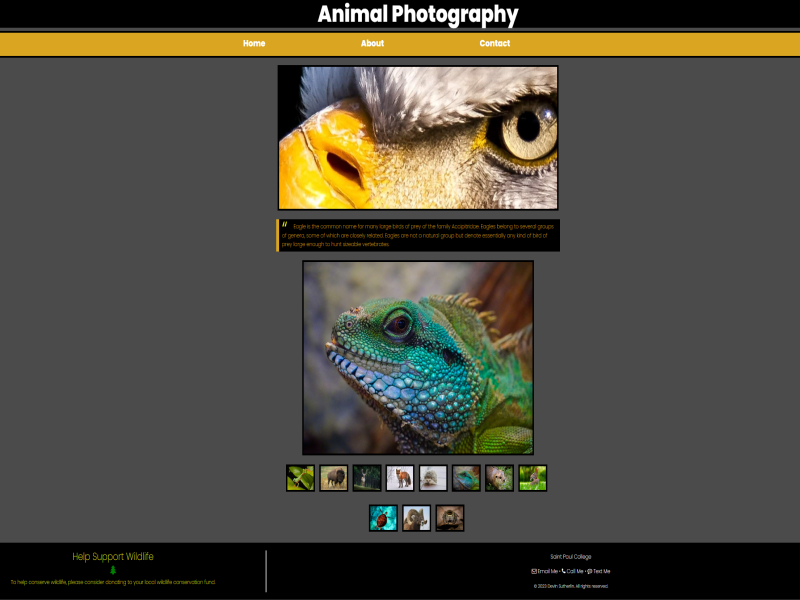 Animal Photography
Home About Contact
“ Eagle is the common name for many large birds of prey of the family Accipitridae. Eagles belong to several groups
of genera, some of which are closely related. Eagles are not a natural group but denote essentially any kind of bird of
prey large enough to hunt sizeable vertebrates.
Help Support Wildlife
To help conserve wildlife, please consider donating to your local wildlife conservation fund.
Saint Paul College
Email Me • Call Me • Text Me
© 2023 Devin Sutherlin. All rights reserved.